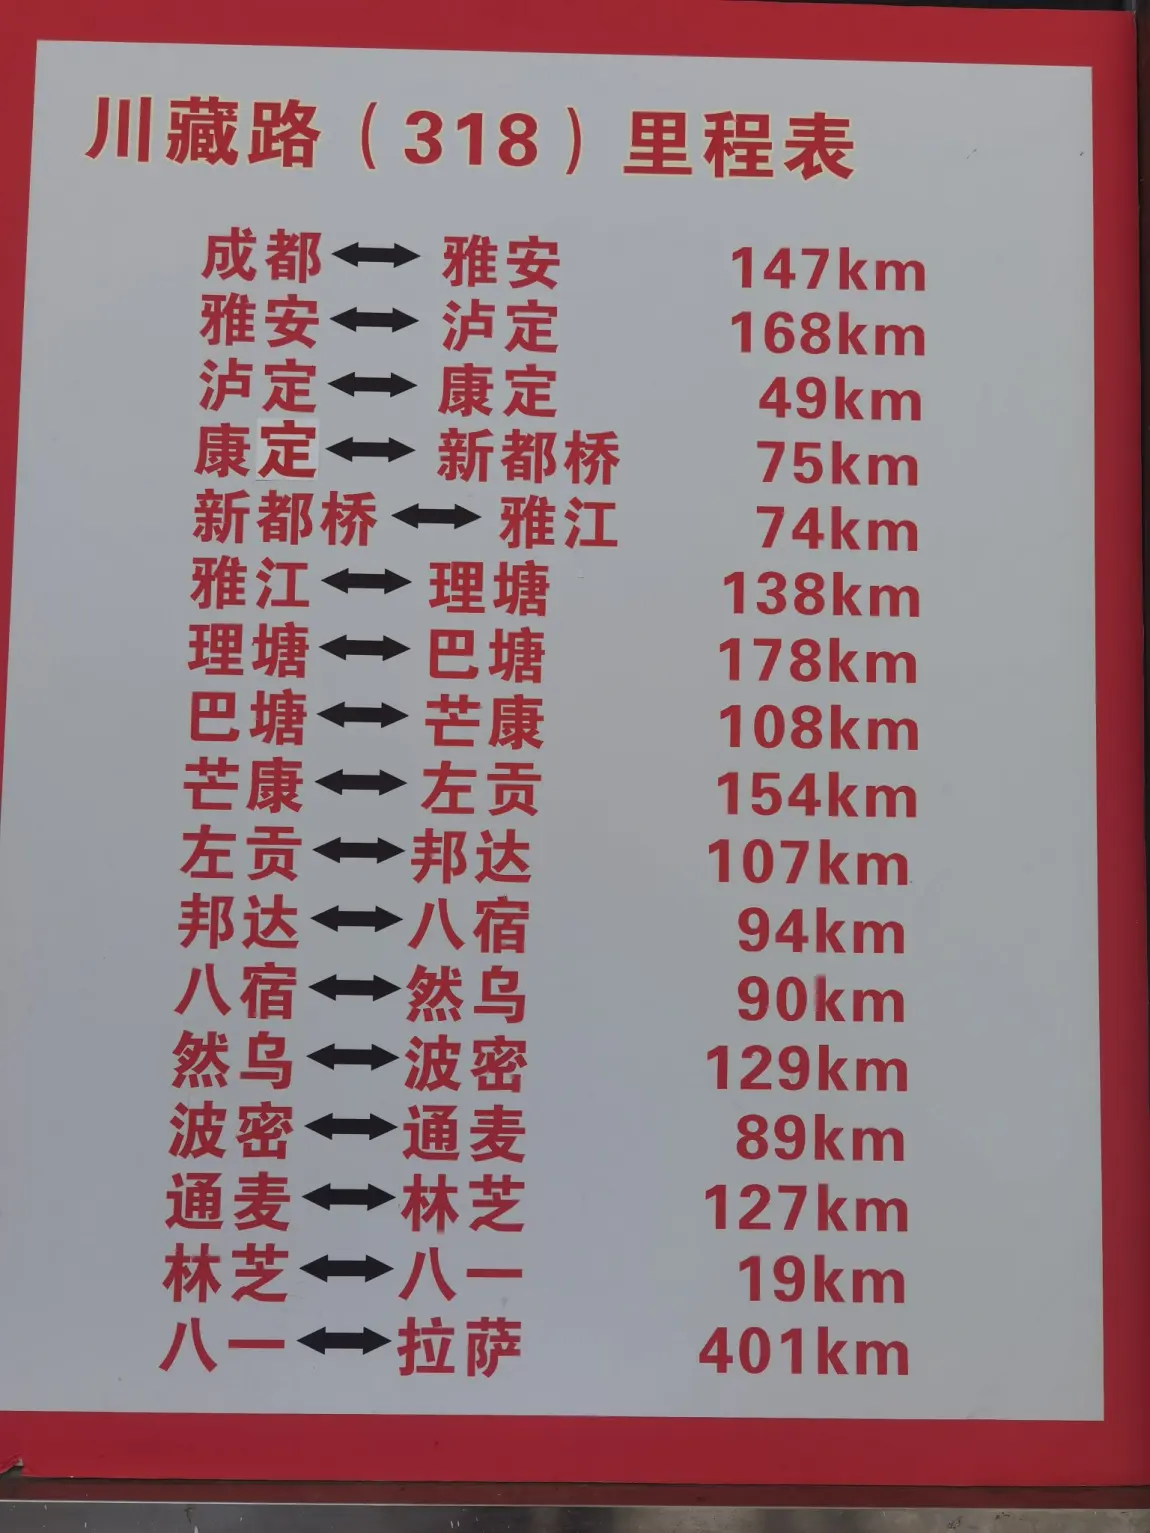 川藏路（318）里程表
成都↔雅安 147km
雅安↔泸定 168km
泸定↔康定 49km
康定↔新都桥 75km
新都桥↔雅江 74km
雅江↔理塘 138km
理塘↔巴塘 178km
巴塘↔芒康 108km
芒康↔左贡 154km
左贡↔邦达 107km
邦达↔八宿 94km
八宿↔然乌 90km
然乌↔波密 129km
波密↔通麦 89km
通麦↔林芝 127km
林芝↔八一 19km
八一↔拉萨 401km